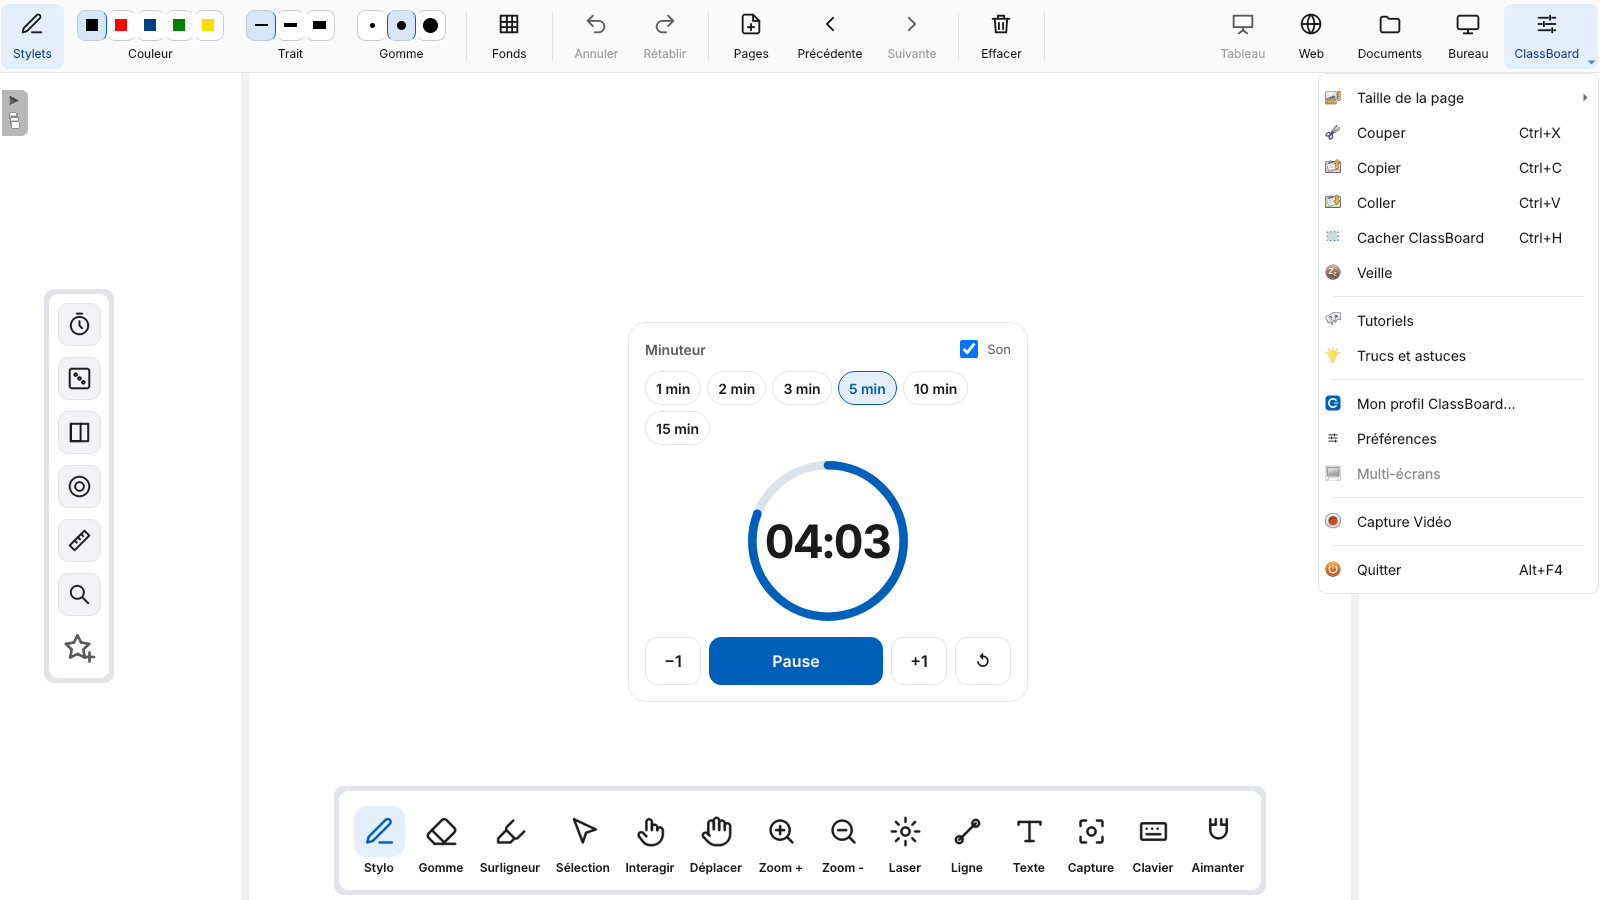 Stylets
Couleur
Trait
Gomme
Fonds
Annuler
Rétablir
Pages
Précédente
Suivante
Effacer
Tableau
Web
Documents
Bureau
ClassBoard
Taille de la page
Couper Ctrl+X
Copier Ctrl+C
Coller Ctrl+V
Cacher ClassBoard Ctrl+H
Veille
Tutoriels
Trucs et astuces
Mon profil ClassBoard...
Préférences
Multi-écrans
Capture Vidéo
Quitter Alt+F4
Minuteur
Son
1 min 2 min 3 min 5 min 10 min
15 min
04:03
−1 Pause +1
Stylo
Gomme
Surligneur
Sélection
Interagir
Déplacer
Zoom +
Zoom -
Laser
Ligne
Texte
Capture
Clavier
Aimanter